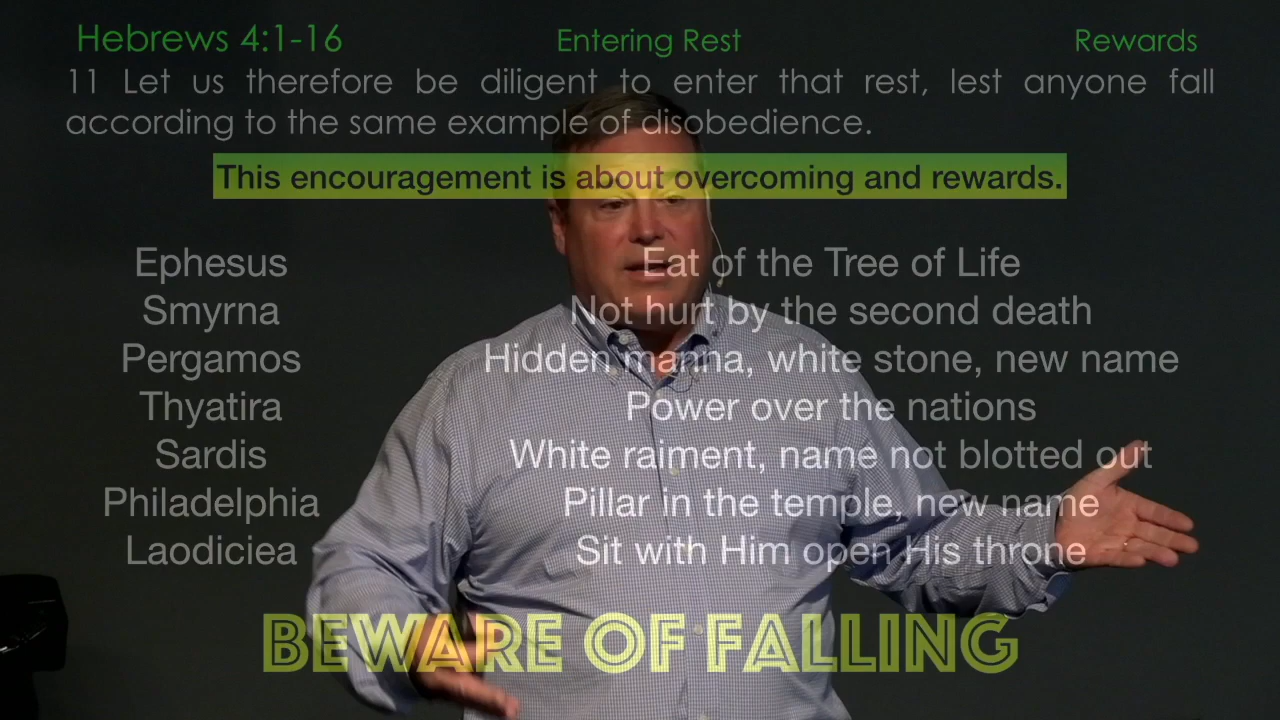 Hebrews 4:1-16 Entering Rest Rewards
11 Let us therefore be diligent to enter that rest, lest anyone fall
according to the same example of disobedience.
This encouragement is about overcoming and rewards.
Ephesus Eat of the Tree of Life
Smyrna Not hurt by the second death
Pergamos Hidden manna, white stone, new name
Thyatira Power over the nations
Sardis White raiment, name not blotted out
Philadelphia Pillar in the temple, new name
Laodiciea Sit with Him open His throne
BEWARE OF FALLING